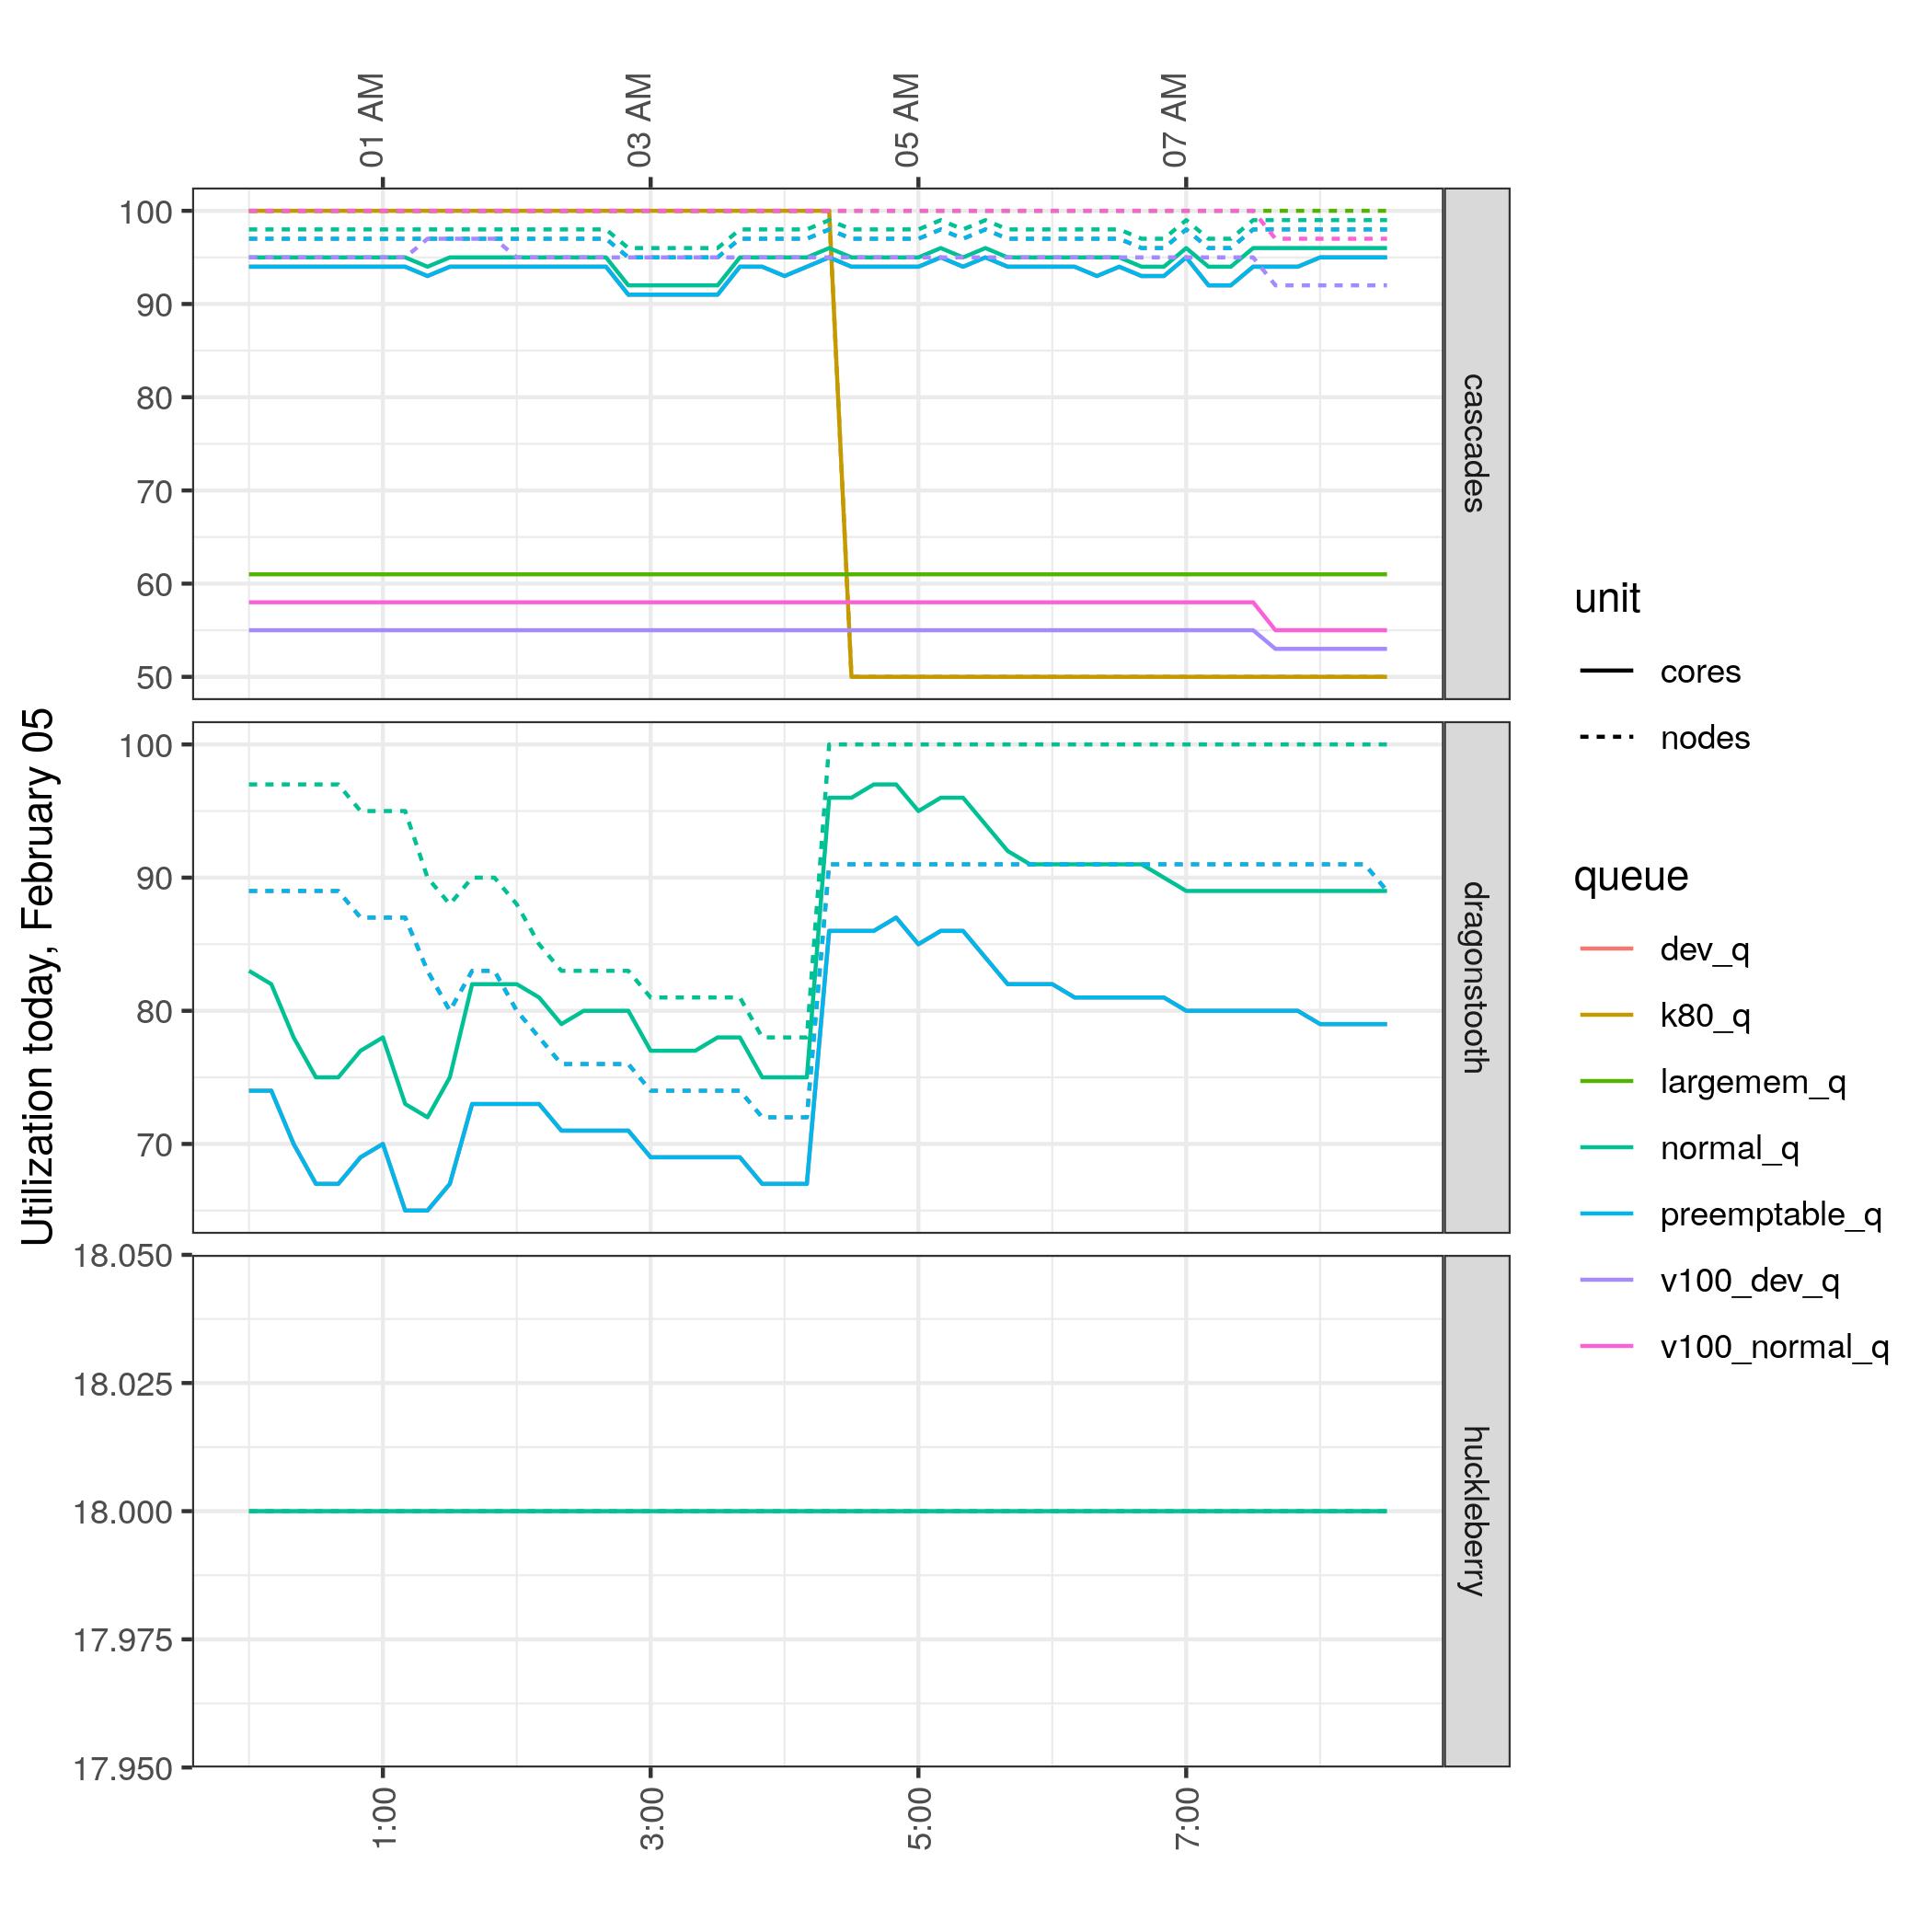 01 AM
03 AM
05 AM
07 AM
100
90
80
70
60
50
cascades
100
90
80
70
dragonstooth
18.050
18.025
18.000
17.975
17.950
huckleberry
1:00
3:00
5:00
7:00
Utilization today, February 05
unit
cores
nodes
queue
dev_q
k80_q
largemem_q
normal_q
preemptable_q
v100_dev_q
v100_normal_q